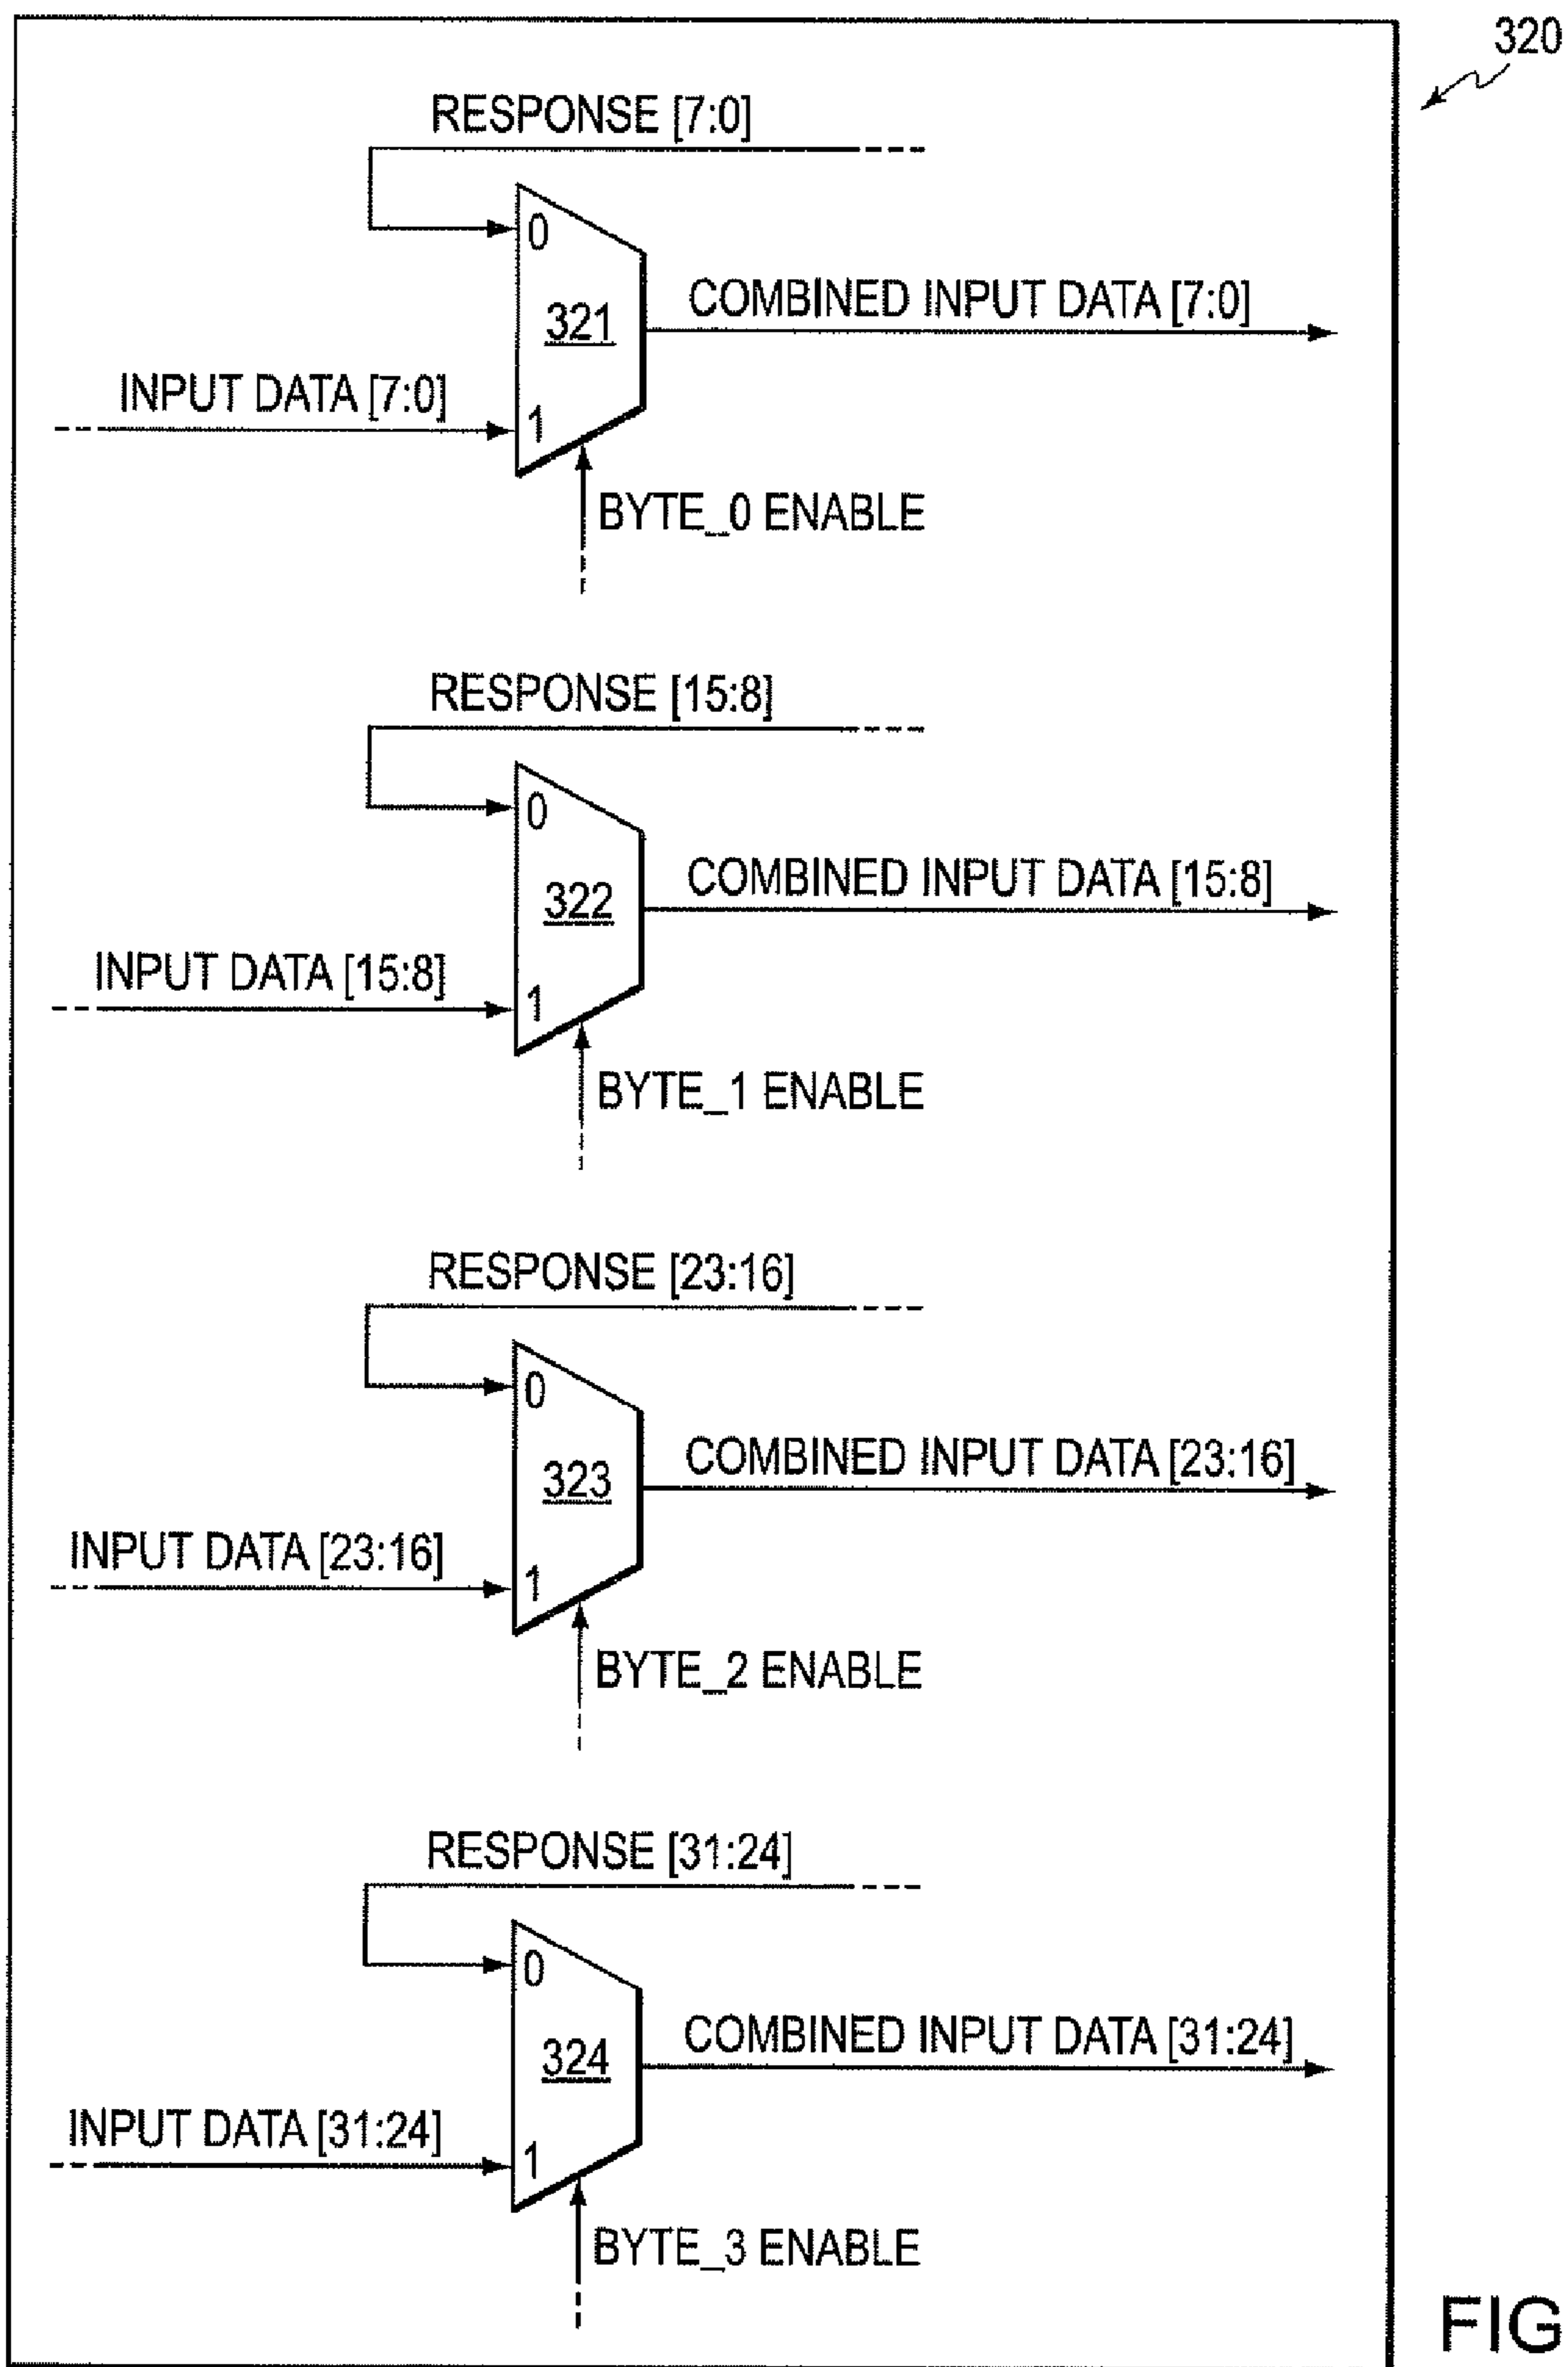 320
RESPONSE [7:0]
0
321
COMBINED INPUT DATA [7:0]
INPUT DATA [7:0]
1
BYTE_0 ENABLE
RESPONSE [15:8]
0
322
COMBINED INPUT DATA [15:8]
INPUT DATA [15:8]
1
BYTE_1 ENABLE
RESPONSE [23:16]
0
323
COMBINED INPUT DATA [23:16]
INPUT DATA [23:16]
1
BYTE_2 ENABLE
RESPONSE [31:24]
0
324
COMBINED INPUT DATA [31:24]
INPUT DATA [31:24]
1
BYTE_3 ENABLE
FIG